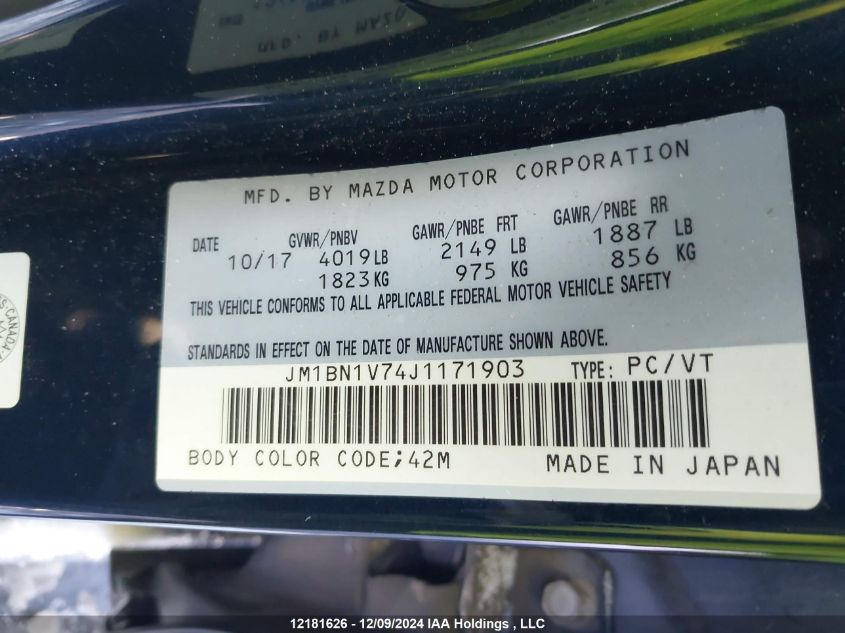 MFD. BY MAZDA MOTOR CORPORATION
DATE GVWR/PNBV GAWR/PNBE FRT GAWR/PNBE RR
10/17 4019 LB 2149 LB 1887 LB
1823 KG 975 KG 856 KG
THIS VEHICLE CONFORMS TO ALL APPLICABLE FEDERAL MOTOR VEHICLE SAFETY
STANDARDS IN EFFECT ON THE DATE OF MANUFACTURE SHOWN ABOVE.
JM1BN1V74J1171903 TYPE: PC/VT
BODY COLOR CODE;42M MADE IN JAPAN
CANADA
12181626 - 12/09/2024 IAA Holdings , LLC